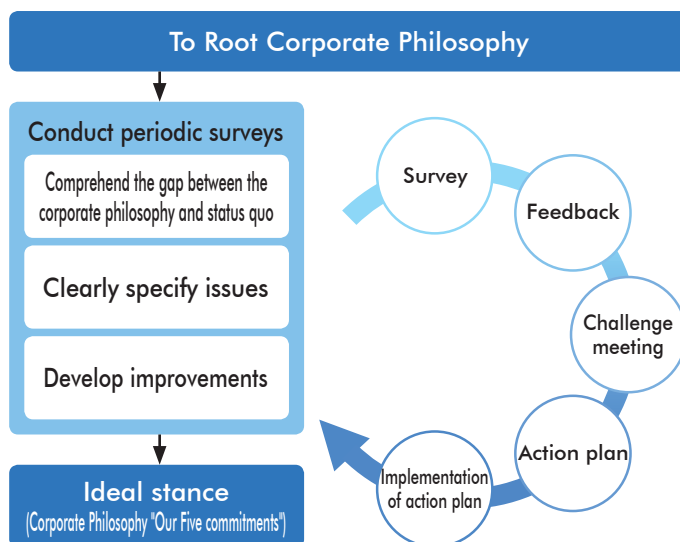 To Root Corporate Philosophy
Conduct periodic surveys
Comprehend the gap between the
corporate philosophy and status quo
Clearly specify issues
Develop improvements
Ideal stance
(Corporate Philosophy "Our Five commitments")
Survey
Feedback
Challenge
meeting
Action plan
Implementation
of action plan